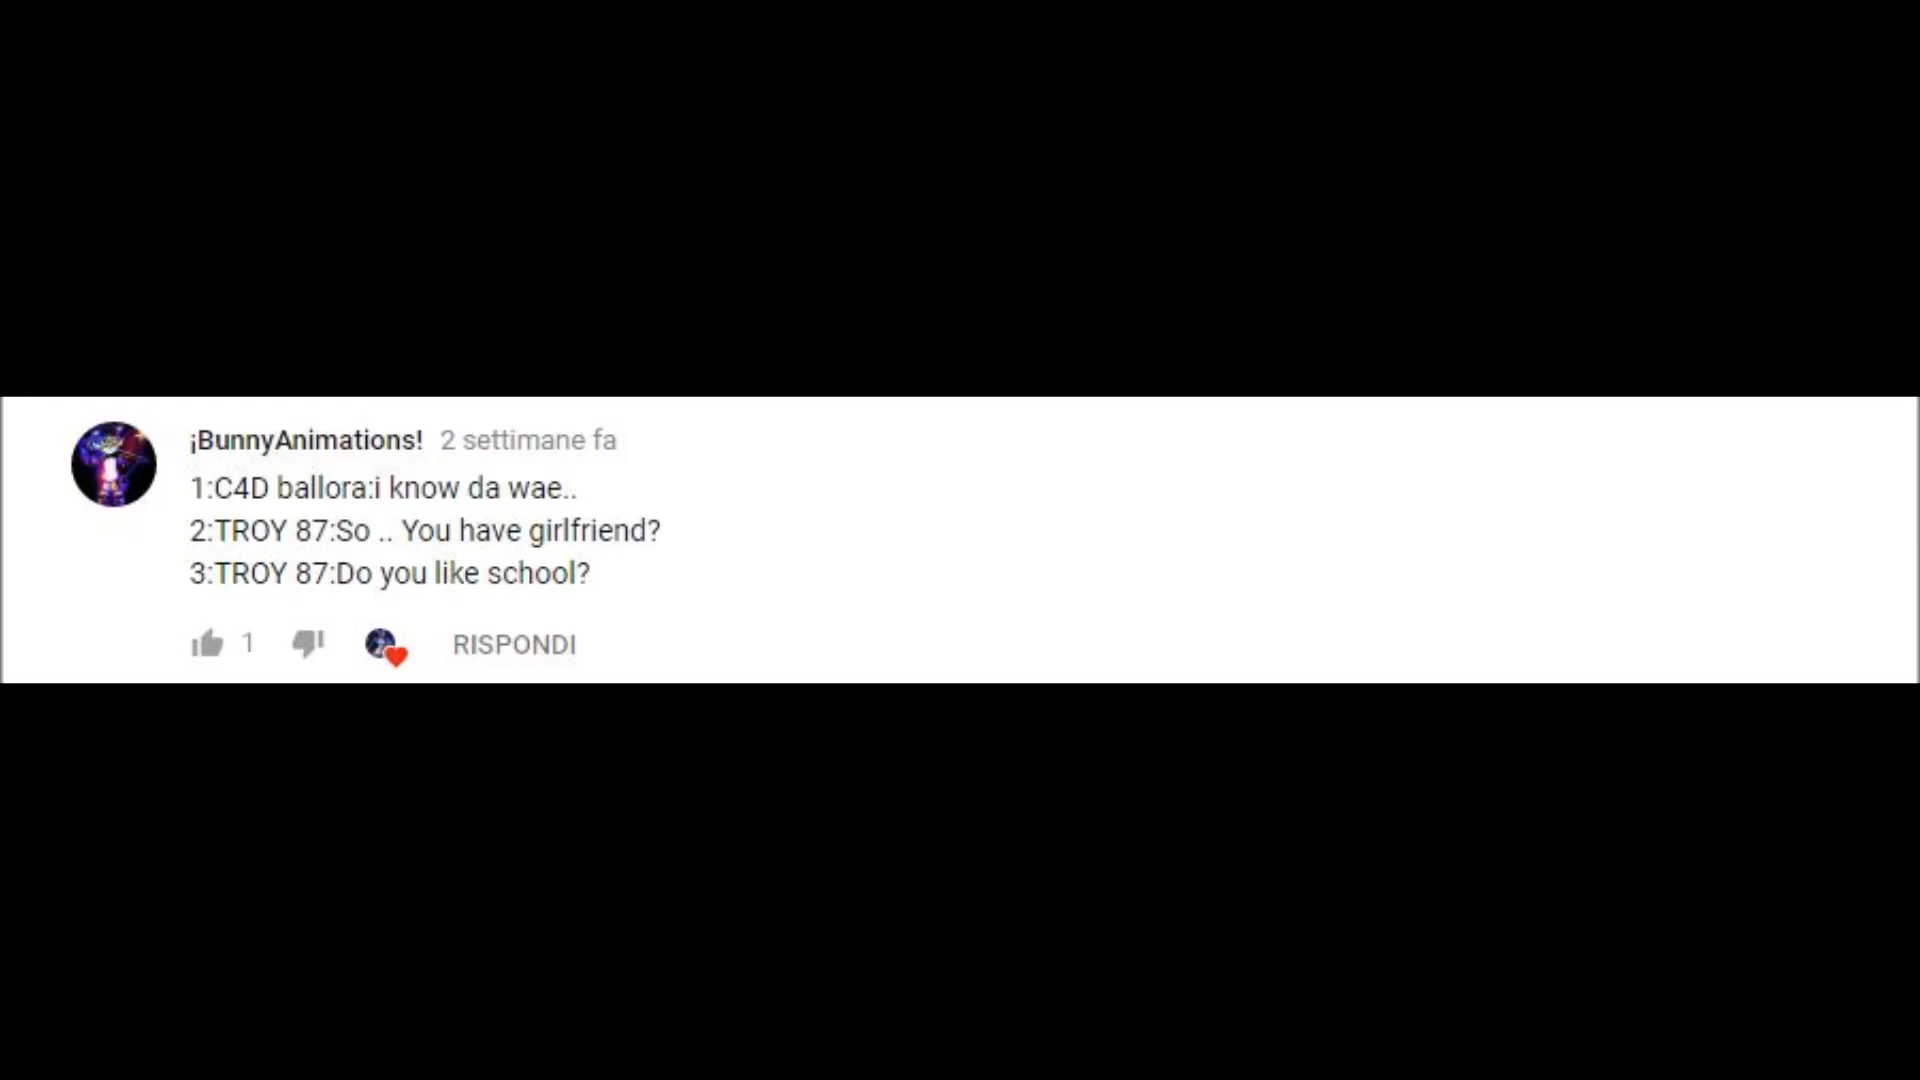 ¡BunnyAnimations! 2 settimane fa
1:C4D ballora:i know da wae..
2:TROY 87:So .. You have girlfriend?
3:TROY 87:Do you like school?
1 RISPONDI